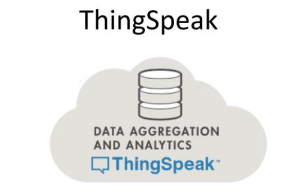 ThingSpeak
DATA AGGREGATION
AND ANALYTICS
ThingSpeak™